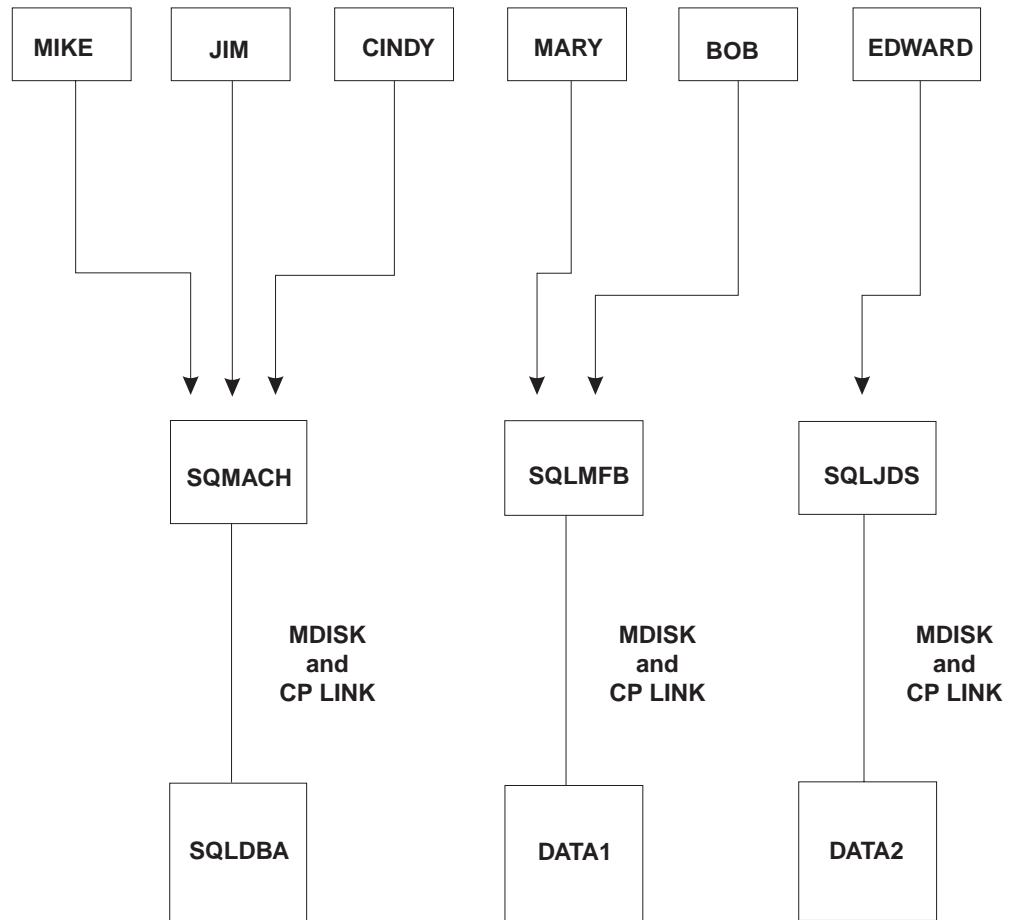 MIKE
JIM
CINDY
MARY
BOB
EDWARD
SQMACH
SQLMFB
SQLJDS
MDISK
and
CP LINK
MDISK
and
CP LINK
MDISK
and
CP LINK
SQLDBA
DATA1
DATA2